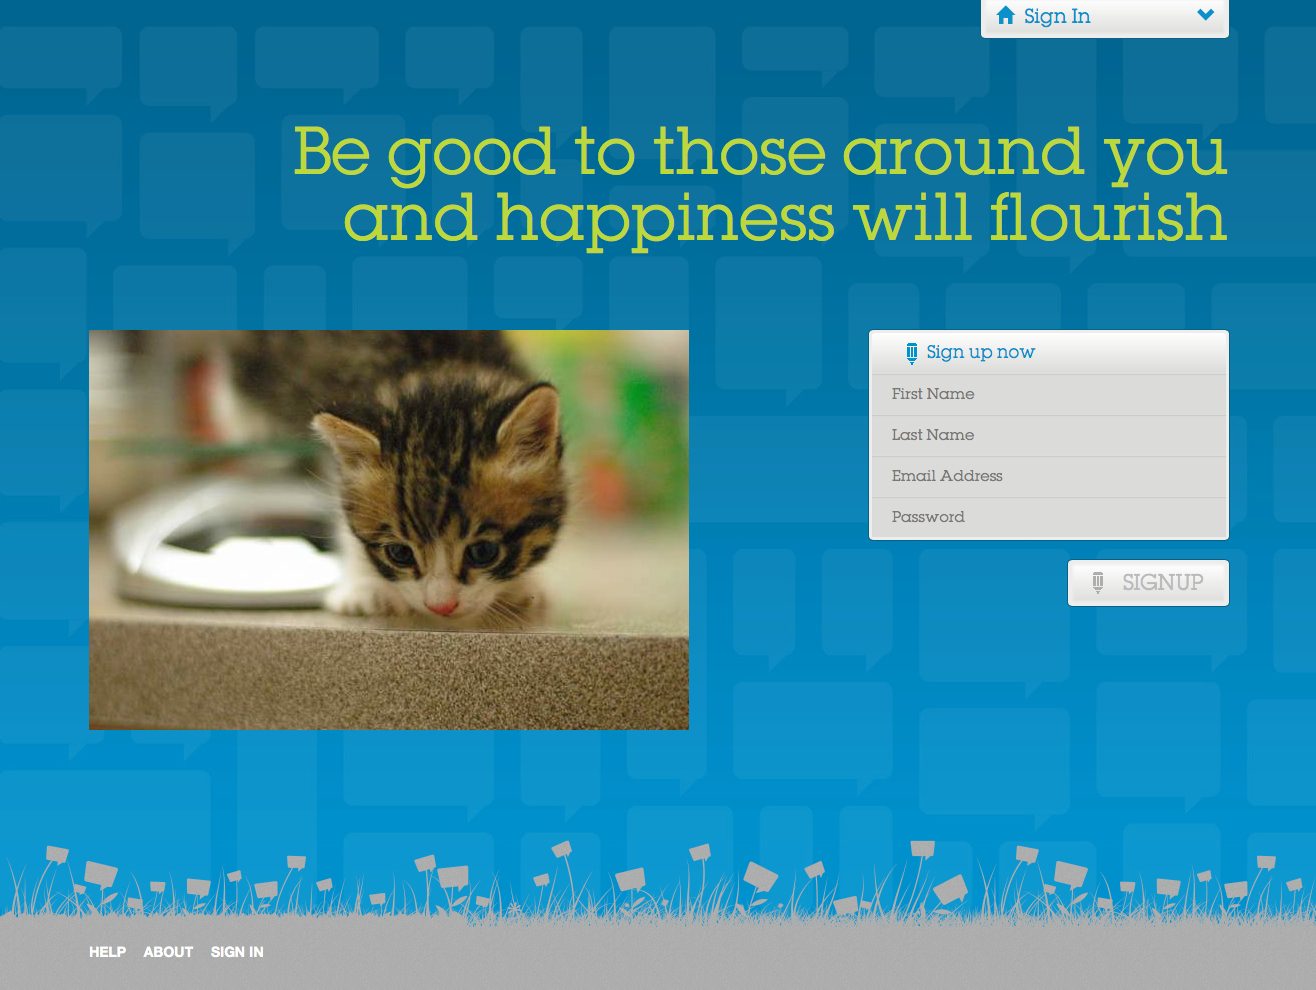 Sign In
Be good to those around you
and happiness will flourish
Sign up now
First Name
Last Name
Email Address
Password
SIGNUP
HELP ABOUT SIGN IN